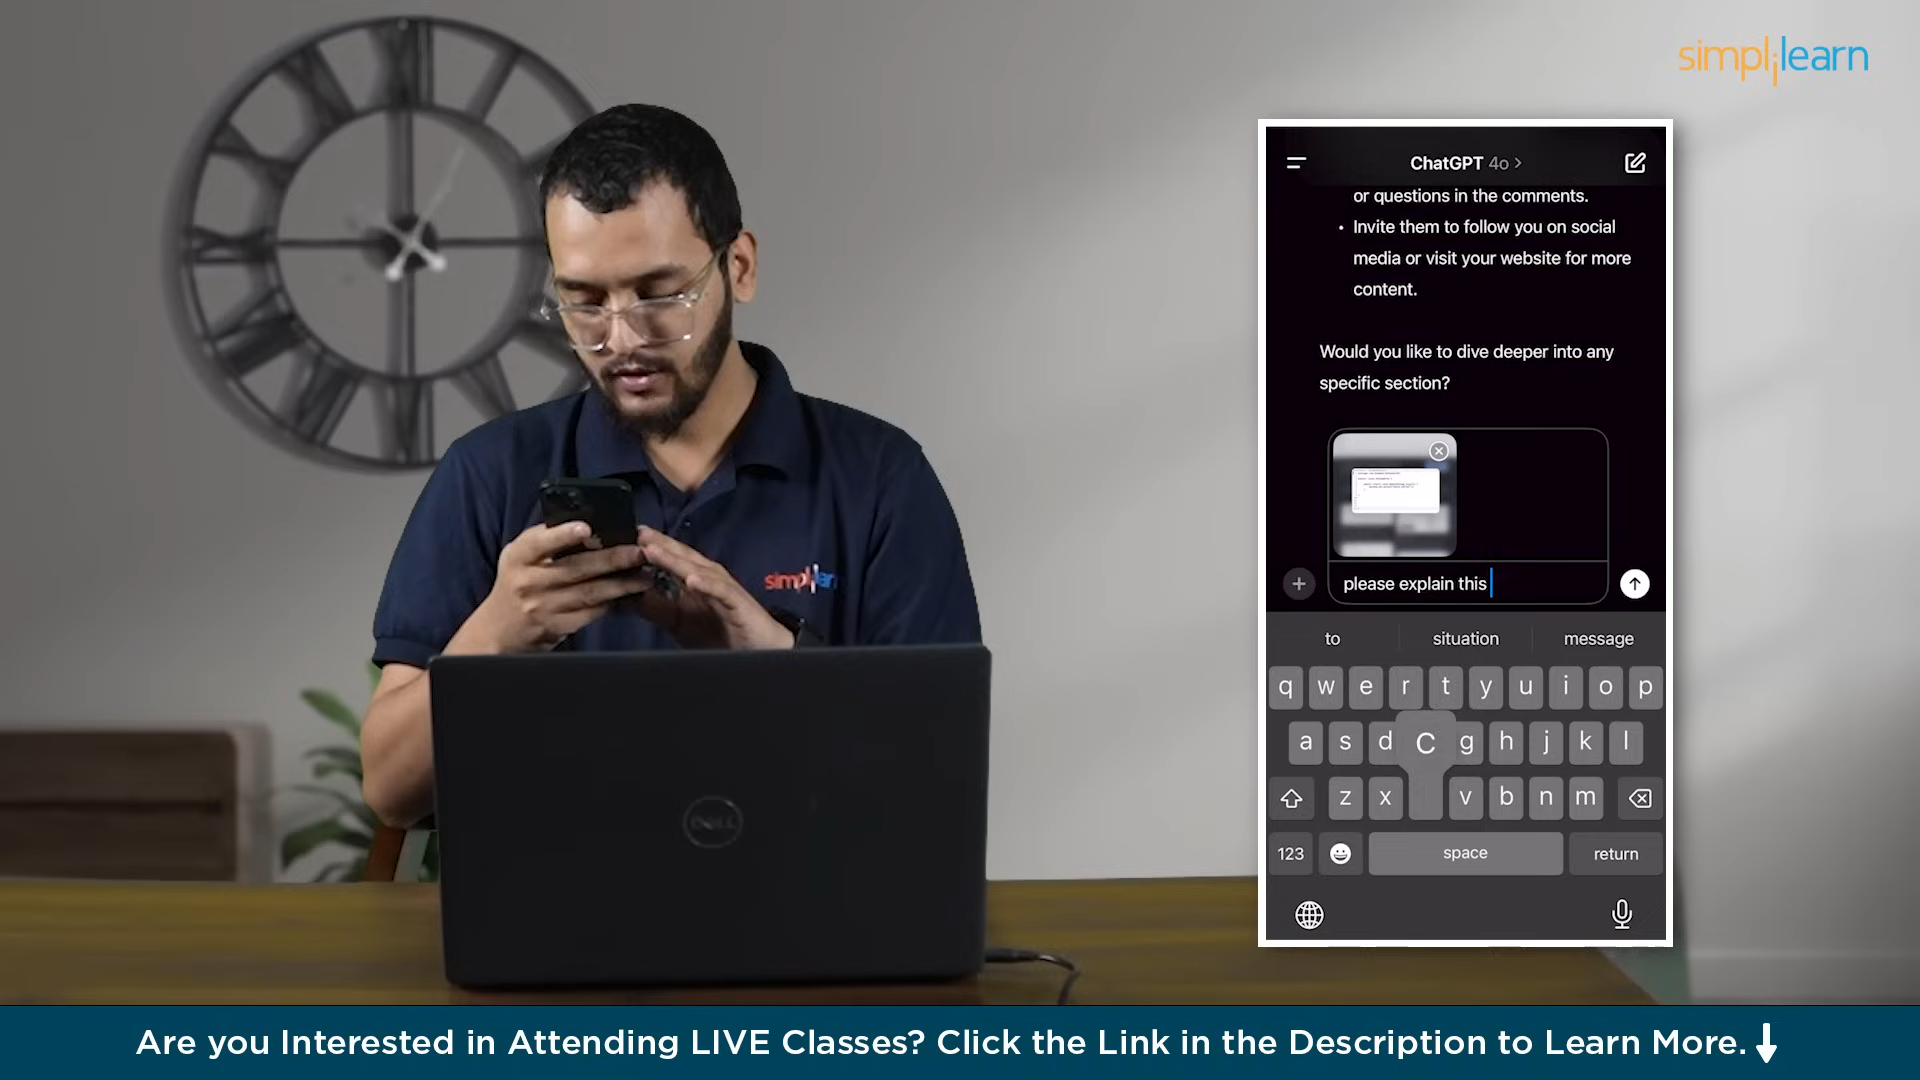 simplilearn
ChatGPT 4o >
or questions in the comments.
• Invite them to follow you on social
media or visit your website for more
content.
Would you like to dive deeper into any
specific section?
please explain this
to situation message
q w e r t y u i o p
a s d C g h j k l
z x v b n m
123 space return
simplilearn
DELL
Are you Interested in Attending LIVE Classes? Click the Link in the Description to Learn More.